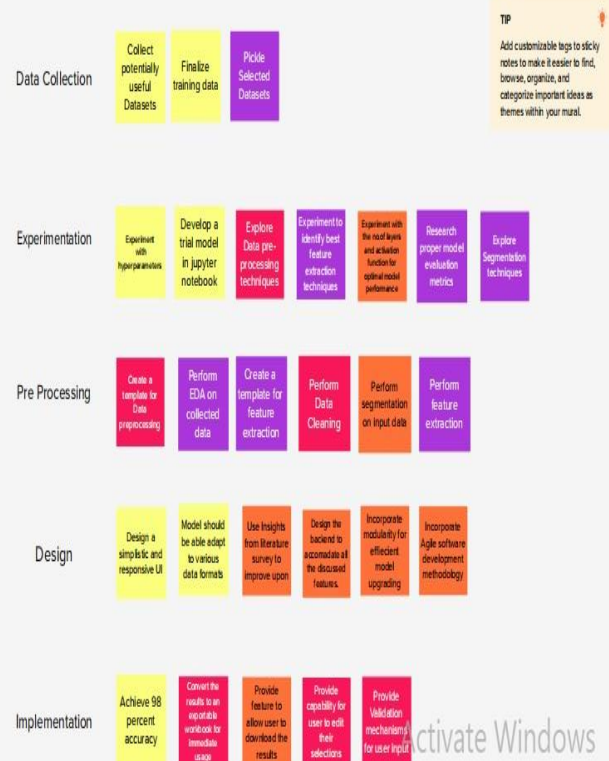 TIP
Add customizable tags to sticky
notes to make it easier to find,
browse, organize, and
categorize important ideas as
themes within your mural.
Data Collection
Collect
potentially
useful
Datasets
Finalize
training data
Pickle
Selected
Datasets
Experimentation
Experiment
with
hyperparameters
Develop a
trial model
in jupyter
notebook
Explore
Data pre-
processing
techniques
Experiment to
identify best
feature
extraction
techniques
Experiment with
the no.of layers
and activation
function for
optimal model
performance
Research
proper model
evaluation
metrics
Explore
Segmentation
techniques
Pre Processing
Create a
template for
Data
preprocessing
Perform
EDA on
collected
data
Create a
template for
feature
extraction
Perform
Data
Cleaning
Perform
segmentation
on input data
Perform
feature
extraction
Design
Design a
simplistic and
responsive UI
Model should
be able adapt
to various
data formats
Use Insights
from literature
survey to
improve upon
Design the
backend to
accomadate all
the discussed
features.
Incorporate
modularity for
effiecient
model
upgrading
Incorporate
Agile software
development
methodology
Implementation
Achieve 98
percent
accuracy
Convert the
results to an
exportable
workbook for
immediate
usage
Provide
feature to
allow user to
download the
results
Provide
capability for
user to edit
their
selections
Provide
Validation
mechanisms
for user input
Activate Windows